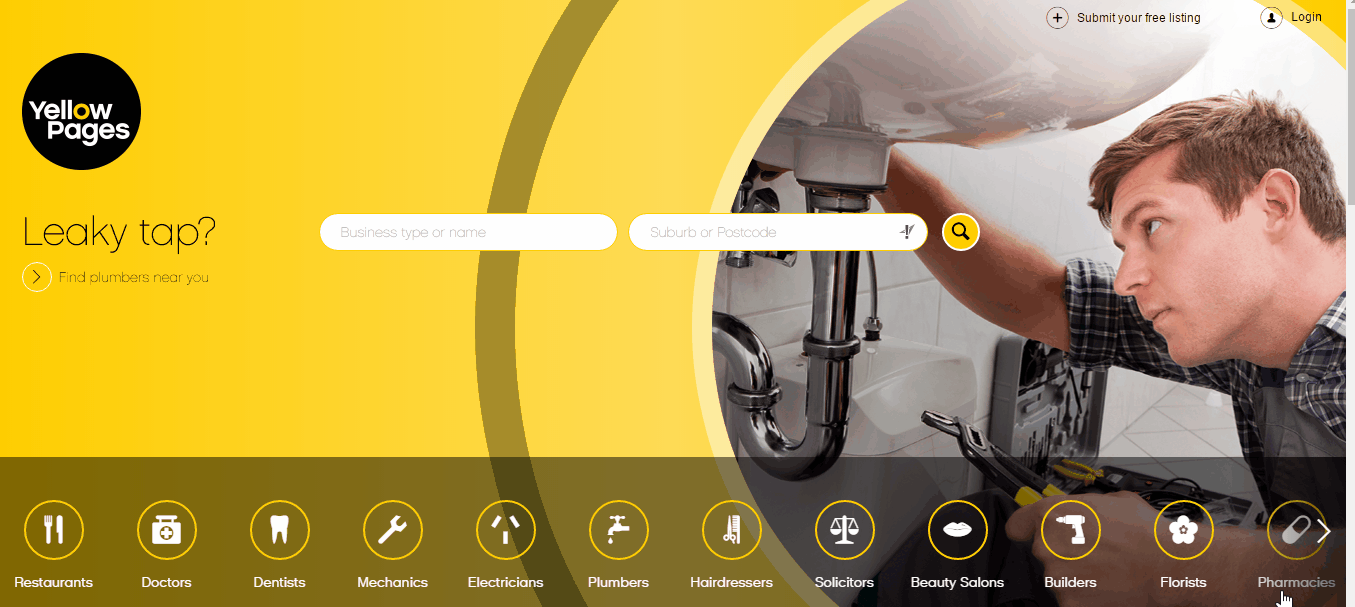 Submit your free listing
Login
Yellow
Pages
Leaky tap?
Business type or name
Suburb or Postcode
Find plumbers near you
Restaurants
Doctors
Dentists
Mechanics
Electricians
Plumbers
Hairdressers
Solicitors
Beauty Salons
Builders
Florists
Pharmacies